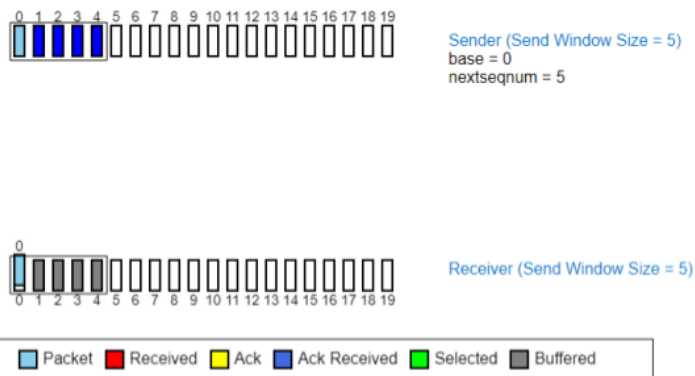 0 1 2 3 4 5 6 7 8 9 10 11 12 13 14 15 16 17 18 19
Sender (Send Window Size = 5)
base = 0
nextseqnum = 5
0
Receiver (Send Window Size = 5)
0 1 2 3 4 5 6 7 8 9 10 11 12 13 14 15 16 17 18 19
Packet Received Ack Ack Received Selected Buffered